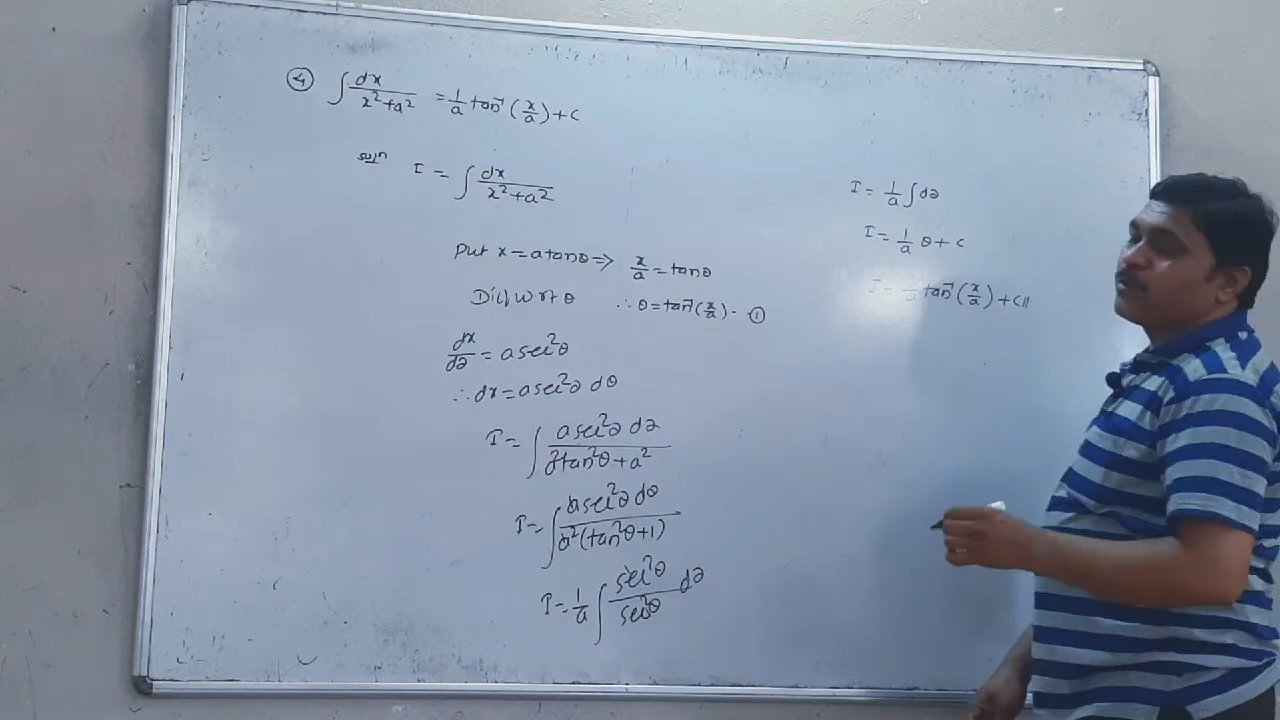 ④ ∫ dx/(x²+a²) = 1/a tan⁻¹(x/a)+c
Soln I = ∫ dx/(x²+a²)
Put x = a tanθ ⇒ x/a = tanθ
Diff w r t θ ∴ θ = tan⁻¹(x/a) - ①
dx/dθ = a sec²θ
∴ dx = a sec²θ dθ
I = ∫ a sec²θ dθ/(a²tan²θ + a²)
I = ∫ a sec²θ dθ/(a²(tan²θ+1))
I = 1/a ∫ sec²θ/sec²θ dθ
I = 1/a ∫ dθ
I = 1/a θ + c
I = 1/a tan⁻¹(x/a) + c //